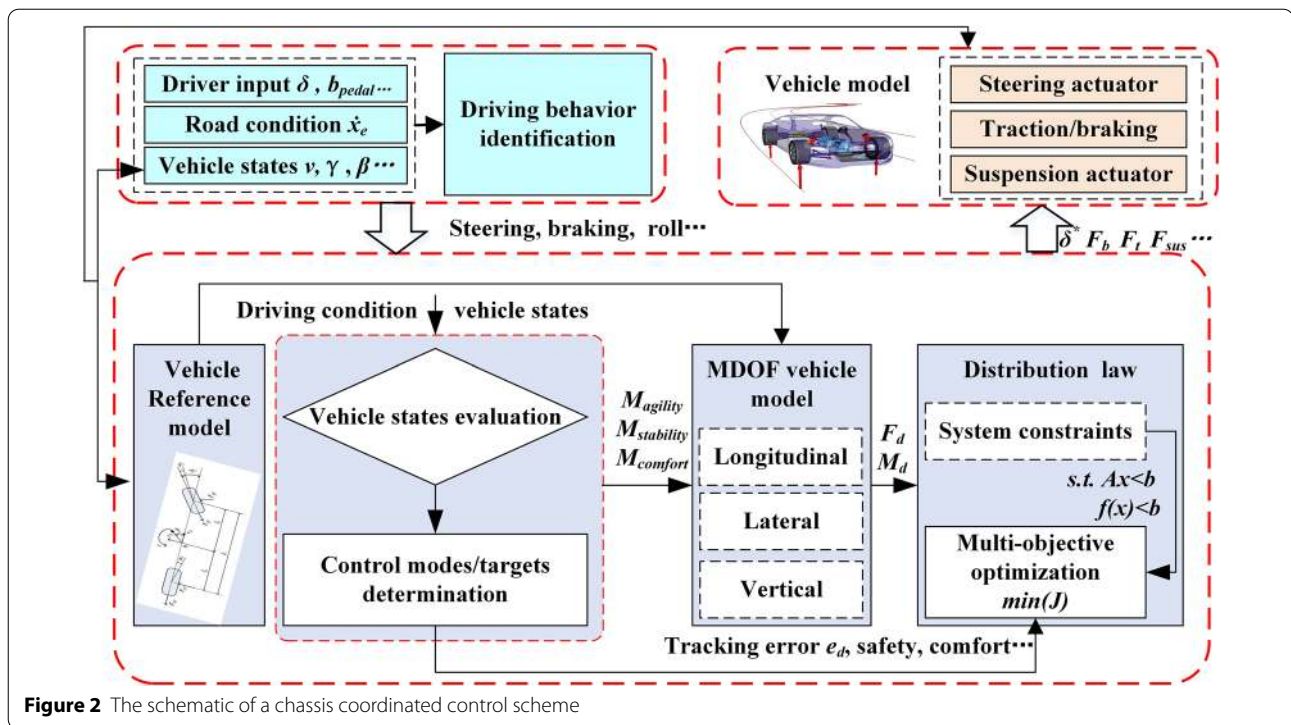 Driver input δ , b_pedal...
Road condition ẋ_e
Vehicle states v, γ , β···
Driving behavior
identification
Vehicle model
Steering actuator
Traction/braking
Suspension actuator
Steering, braking, roll···
δ* F_b F_t F_sus ···
Driving condition
vehicle states
Vehicle
Reference
model
Vehicle states evaluation
Control modes/targets
determination
M_agility
M_stability
M_comfort
MDOF vehicle
model
Longitudinal
Lateral
Vertical
F_d
M_d
Distribution law
System constraints
s.t. Ax<b
f(x)<b
Multi-objective
optimization
min(J)
Tracking error e_d, safety, comfort···
Figure 2 The schematic of a chassis coordinated control scheme